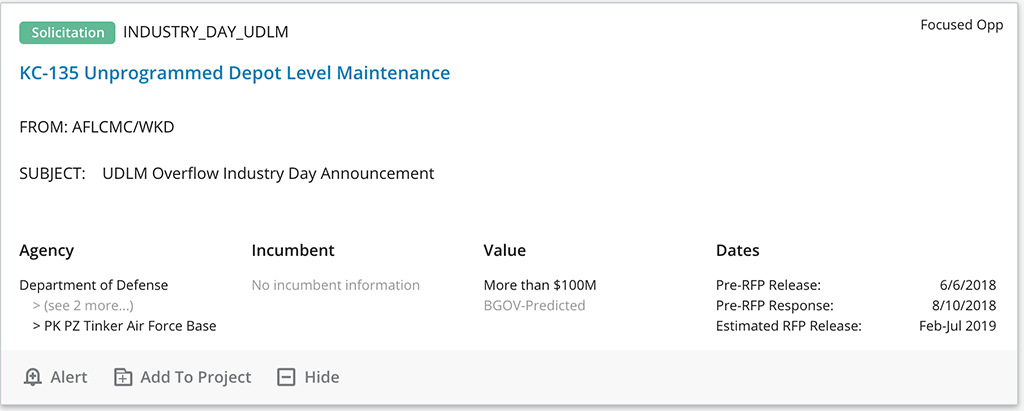 Solicitation INDUSTRY_DAY_UDLM
Focused Opp
KC-135 Unprogrammed Depot Level Maintenance
FROM: AFLCMC/WKD
SUBJECT: UDLM Overflow Industry Day Announcement
Agency
Department of Defense
> (see 2 more...)
> PK PZ Tinker Air Force Base
Incumbent
No incumbent information
Value
More than $100M
BGOV-Predicted
Dates
Pre-RFP Release: 6/6/2018
Pre-RFP Response: 8/10/2018
Estimated RFP Release: Feb-Jul 2019
Alert Add To Project Hide